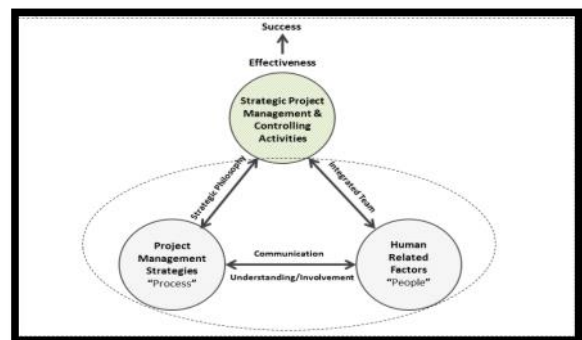 Success
Effectiveness
Strategic Project
Management &
Controlling
Activities
Strategic Philosophy
Integrated Team
Project
Management
Strategies
"Process"
Communication
Understanding/Involvement
Human
Related
Factors
"People"